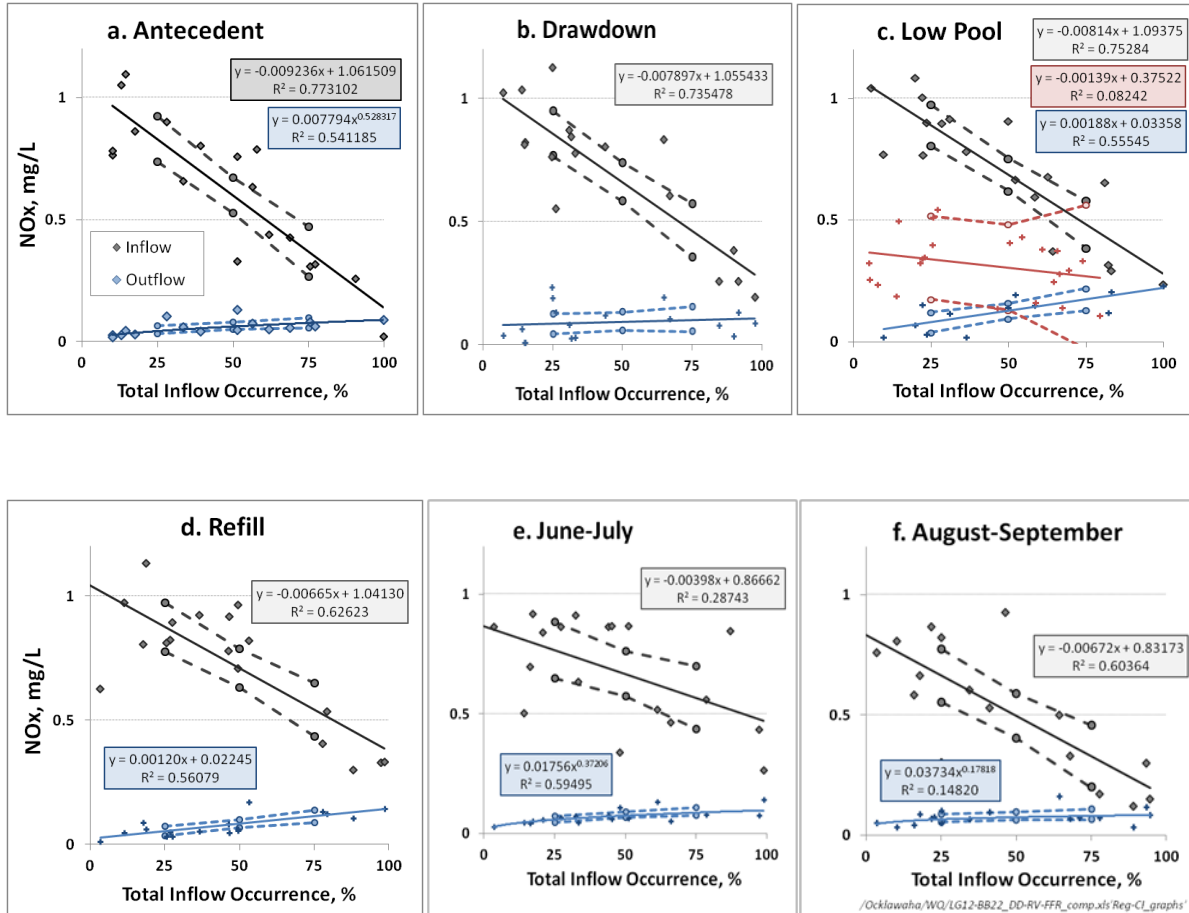 a. Antecedent
y = -0.009236x + 1.061509
R² = 0.773102
y = 0.007794x^0.528317
R² = 0.541185
NOx, mg/L
1
0.5
0
Inflow
Outflow
0 25 50 75 100
Total Inflow Occurrence, %
b. Drawdown
y = -0.007897x + 1.055433
R² = 0.735478
1
0.5
0
0 25 50 75 100
Total Inflow Occurrence, %
c. Low Pool
y = -0.00814x + 1.09375
R² = 0.75284
y = -0.00139x + 0.37522
R² = 0.08242
y = 0.00188x + 0.03358
R² = 0.55545
1
0.5
0
0 25 50 75 100
Total Inflow Occurrence, %
d. Refill
y = -0.00665x + 1.04130
R² = 0.62623
y = 0.00120x + 0.02245
R² = 0.56079
NOx, mg/L
1
0.5
0
0 25 50 75 100
Total Inflow Occurrence, %
e. June-July
y = -0.00398x + 0.86662
R² = 0.28743
y = 0.01756x^0.37206
R² = 0.59495
1
0.5
0
0 25 50 75 100
Total Inflow Occurrence, %
f. August-September
y = -0.00672x + 0.83173
R² = 0.60364
y = 0.03734x^0.17818
R² = 0.14820
1
0.5
0
0 25 50 75 100
Total Inflow Occurrence, %
/Ocklawaha/WQ/LG12-BB22_DD-RV-FFR_comp.xls'Reg-CI_graphs'